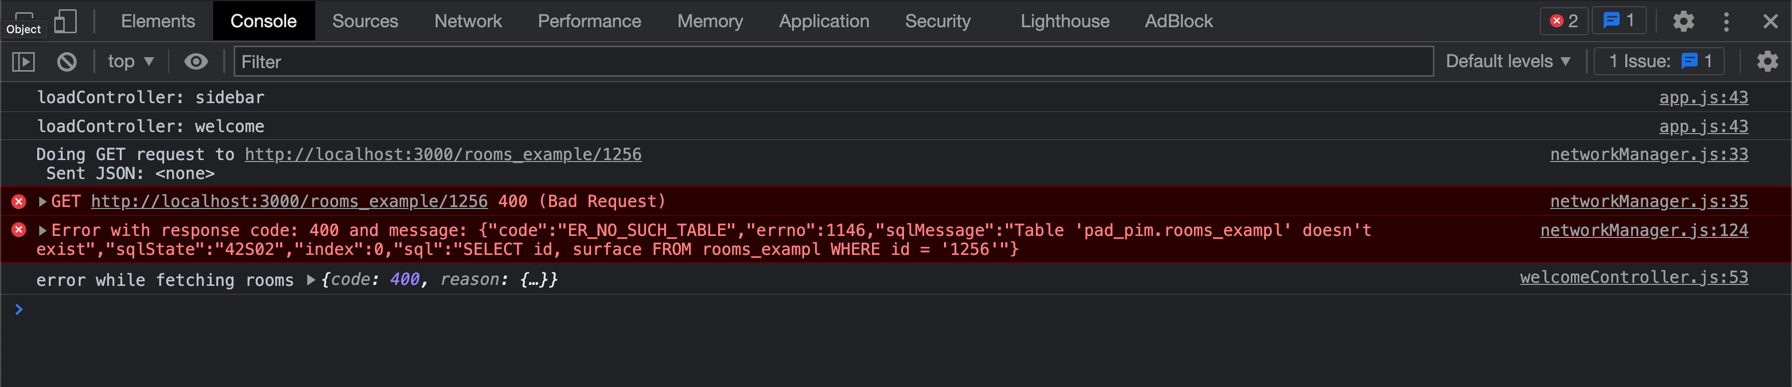 Object
Elements Console Sources Network Performance Memory Application Security Lighthouse AdBlock 2 1
top Filter Default levels 1 Issue: 1
loadController: sidebar app.js:43
loadController: welcome app.js:43
Doing GET request to http://localhost:3000/rooms_example/1256 networkManager.js:33
Sent JSON: <none>
GET http://localhost:3000/rooms_example/1256 400 (Bad Request) networkManager.js:35
Error with response code: 400 and message: {"code":"ER_NO_SUCH_TABLE","errno":1146,"sqlMessage":"Table 'pad_pim.rooms_exampl' doesn't networkManager.js:124
exist","sqlState":"42S02","index":0,"sql":"SELECT id, surface FROM rooms_exampl WHERE id = '1256'"}
error while fetching rooms {code: 400, reason: {…}} welcomeController.js:53